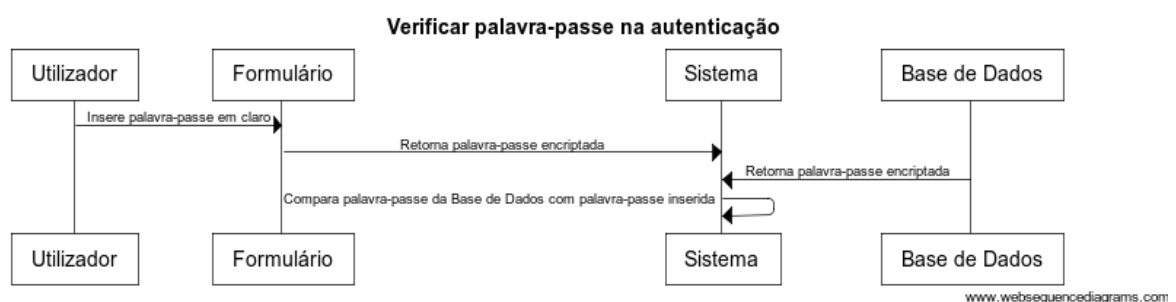 Verificar palavra-passe na autenticação
Utilizador
Formulário
Sistema
Base de Dados
Insere palavra-passe em claro
Retorna palavra-passe encriptada
Retorna palavra-passe encriptada
Compara palavra-passe da Base de Dados com palavra-passe inserida
Utilizador
Formulário
Sistema
Base de Dados
www.websequencediagrams.com